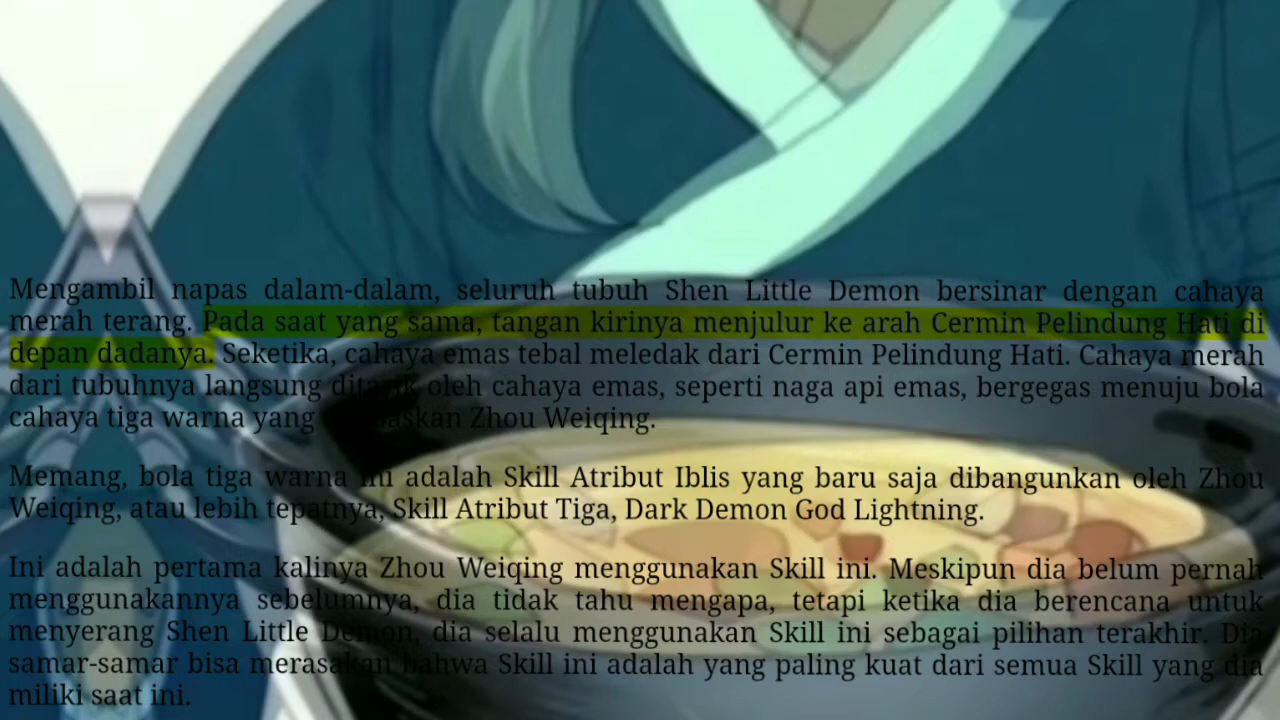 Mengambil napas dalam-dalam, seluruh tubuh Shen Little Demon bersinar dengan cahaya
merah terang. Pada saat yang sama, tangan kirinya menjulur ke arah Cermin Pelindung Hati di
depan dadanya. Seketika, cahaya emas tebal meledak dari Cermin Pelindung Hati. Cahaya merah
dari tubuhnya langsung ditarik oleh cahaya emas, seperti naga api emas, bergegas menuju bola
cahaya tiga warna yang Zhou Weiqing.
Memang, bola tiga warna ini adalah Skill Atribut Iblis yang baru saja dibangunkan oleh Zhou
Weiqing, atau lebih tepatnya, Skill Atribut Tiga, Dark Demon God Lightning.
Ini adalah pertama kalinya Zhou Weiqing menggunakan Skill ini. Meskipun dia belum pernah
menggunakannya sebelumnya, dia tidak tahu mengapa, tetapi ketika dia berencana untuk
menyerang Shen Little Demon, dia selalu menggunakan Skill ini sebagai pilihan terakhir. Dia
samar-samar bisa merasakan bahwa Skill ini adalah yang paling kuat dari semua Skill yang dia
miliki saat ini.